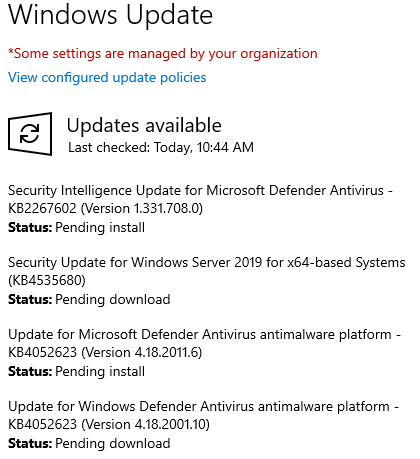 Windows Update
*Some settings are managed by your organization
View configured update policies
Updates available
Last checked: Today, 10:44 AM
Security Intelligence Update for Microsoft Defender Antivirus -
KB2267602 (Version 1.331.708.0)
Status: Pending install
Security Update for Windows Server 2019 for x64-based Systems
(KB4535680)
Status: Pending download
Update for Microsoft Defender Antivirus antimalware platform -
KB4052623 (Version 4.18.2011.6)
Status: Pending install
Update for Windows Defender Antivirus antimalware platform -
KB4052623 (Version 4.18.2001.10)
Status: Pending download